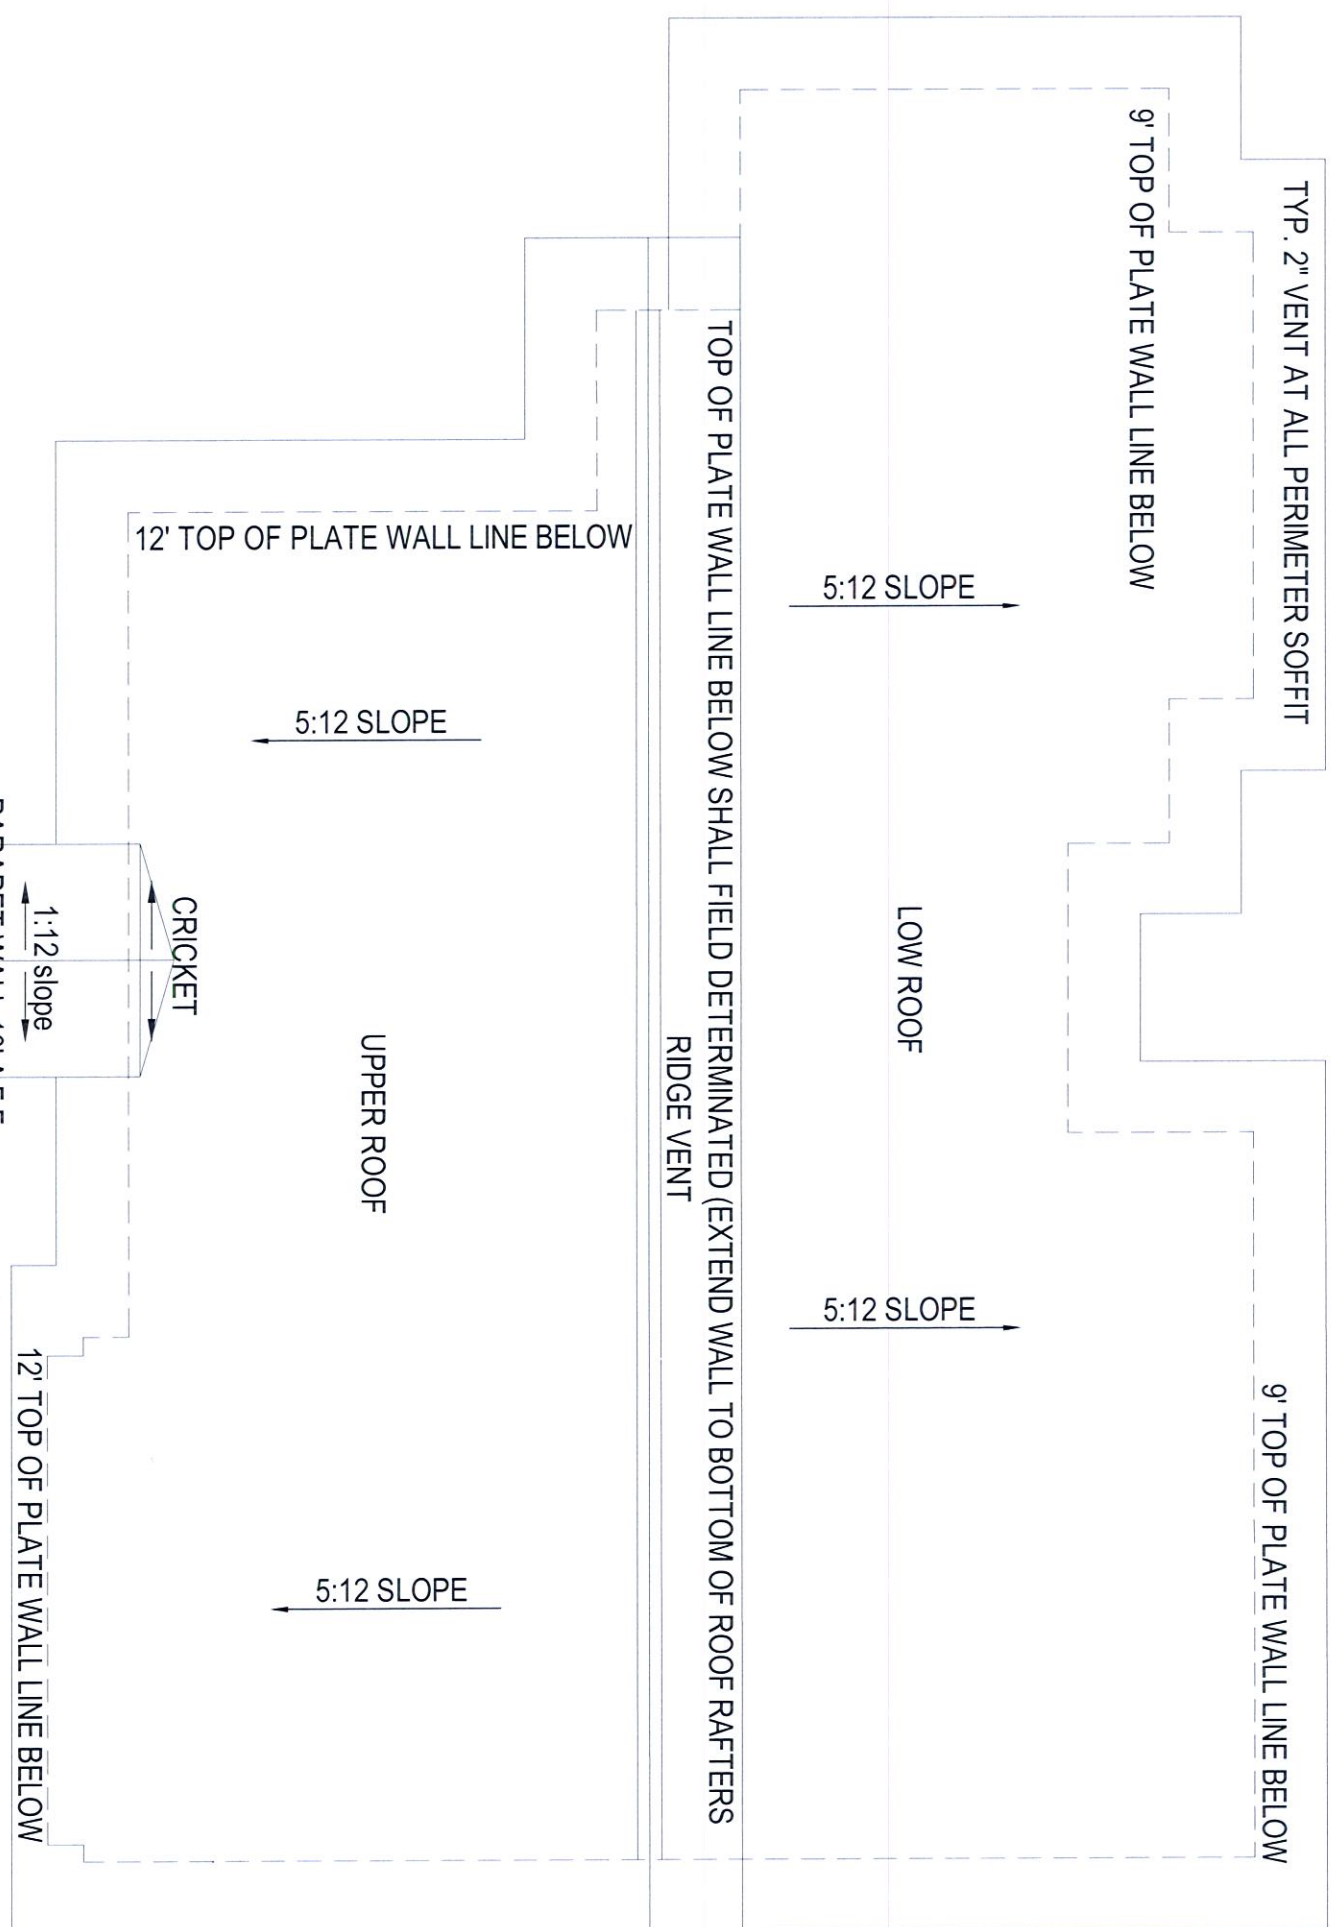 TYP. 2" VENT AT ALL PERIMETER SOFFIT
9' TOP OF PLATE WALL LINE BELOW
9' TOP OF PLATE WALL LINE BELOW
5:12 SLOPE
LOW ROOF
5:12 SLOPE
TOP OF PLATE WALL LINE BELOW SHALL FIELD DETERMINATED (EXTEND WALL TO BOTTOM OF ROOF RAFTERS
RIDGE VENT
12' TOP OF PLATE WALL LINE BELOW
5:12 SLOPE
UPPER ROOF
5:12 SLOPE
CRICKET
1:12 slope
12' TOP OF PLATE WALL LINE BELOW